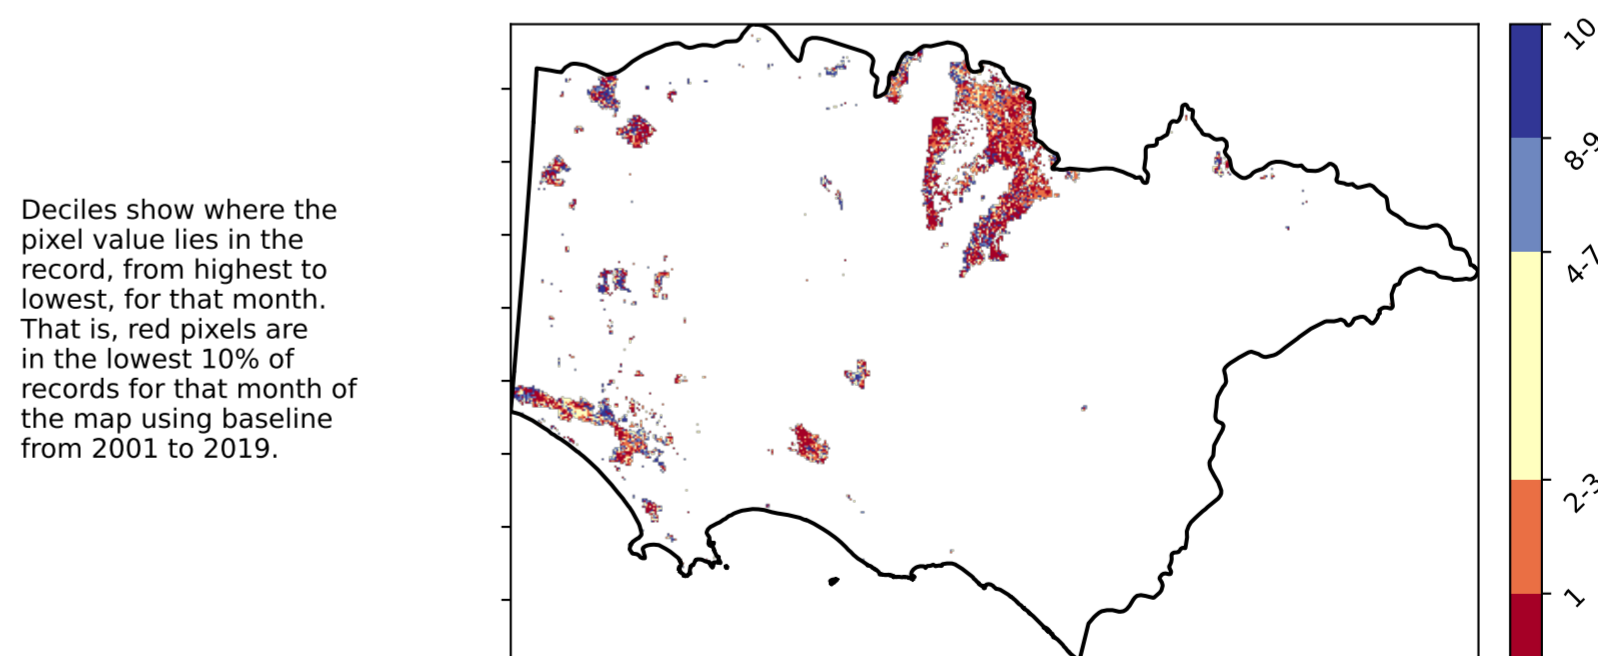 Deciles show where the
pixel value lies in the
record, from highest to
lowest, for that month.
That is, red pixels are
in the lowest 10% of
records for that month of
the map using baseline
from 2001 to 2019.
10
8-9
4-7
2-3
1